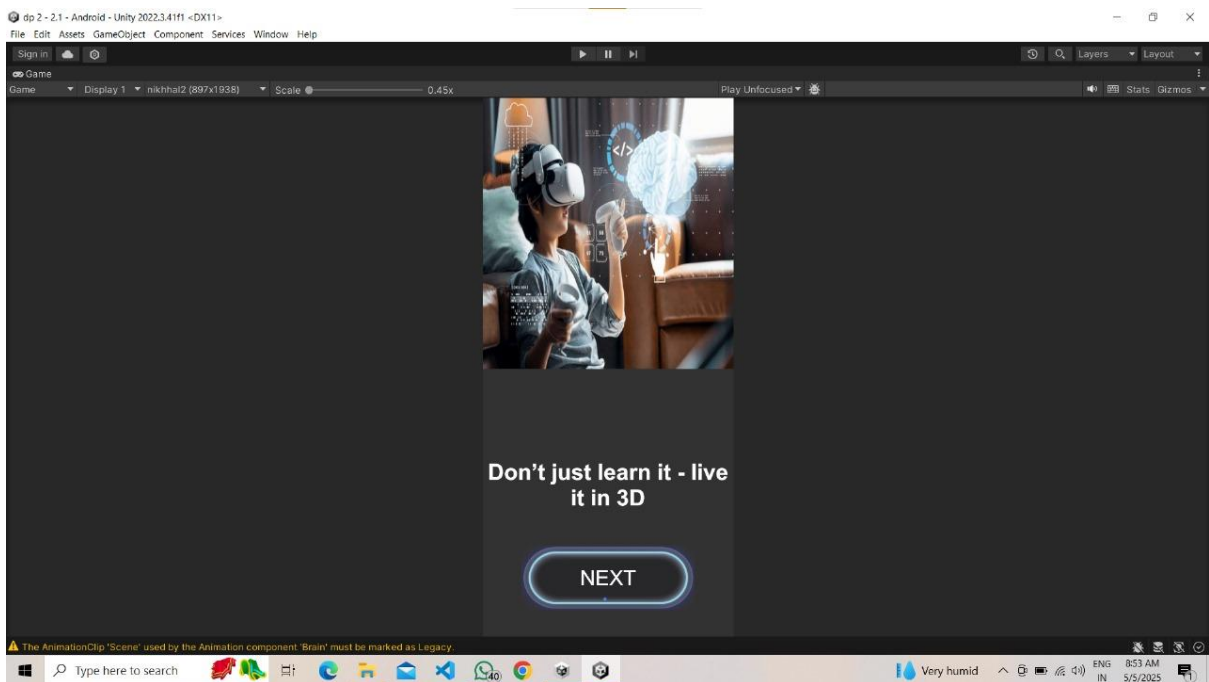 dp 2 - 2.1 - Android - Unity 2022.3.41f1 <DX11>
File Edit Assets GameObject Component Services Window Help
Sign in
Layers
Layout
Game
Game
Display 1
nikhhal2 (897x1938)
Scale
0.45x
Play Unfocused
Stats
Gizmos
</>
Don't just learn it - live
it in 3D
NEXT
The AnimationClip 'Scene' used by the Animation component 'Brain' must be marked as Legacy.
Type here to search
40
Very humid
ENG
IN
8:53 AM
5/5/2025